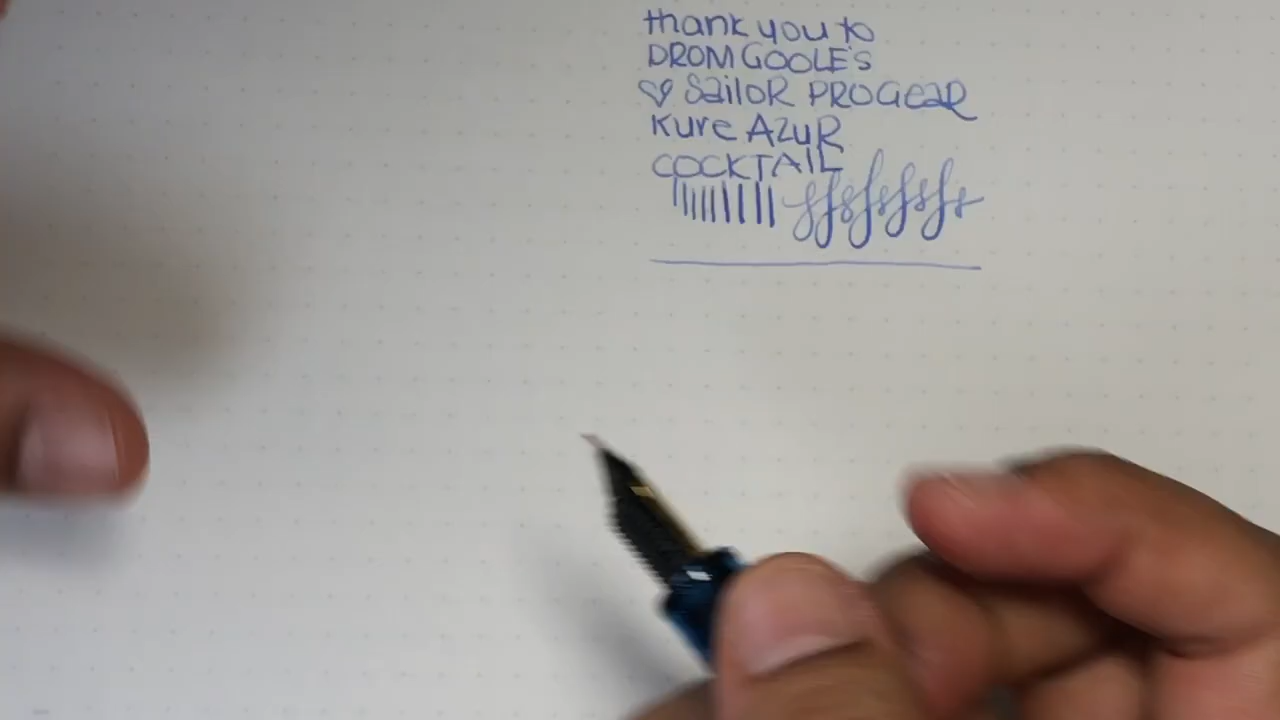 thank you to
DROMGOOLE'S
♡ SailoR PROGeaR
Kure AzuR
COCKTAIL